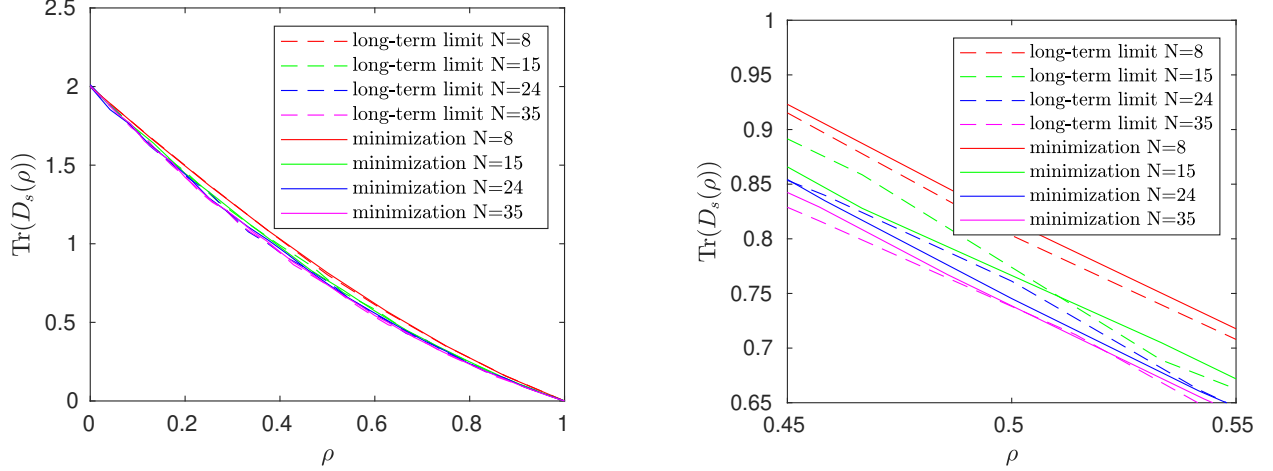 2.5
2
1.5
1
0.5
0
Tr(D_s(ρ))
long-term limit N=8
long-term limit N=15
long-term limit N=24
long-term limit N=35
minimization N=8
minimization N=15
minimization N=24
minimization N=35
0 0.2 0.4 0.6 0.8 1
ρ
1
0.95
0.9
0.85
0.8
0.75
0.7
0.65
Tr(D_s(ρ))
long-term limit N=8
long-term limit N=15
long-term limit N=24
long-term limit N=35
minimization N=8
minimization N=15
minimization N=24
minimization N=35
0.45 0.5 0.55
ρ